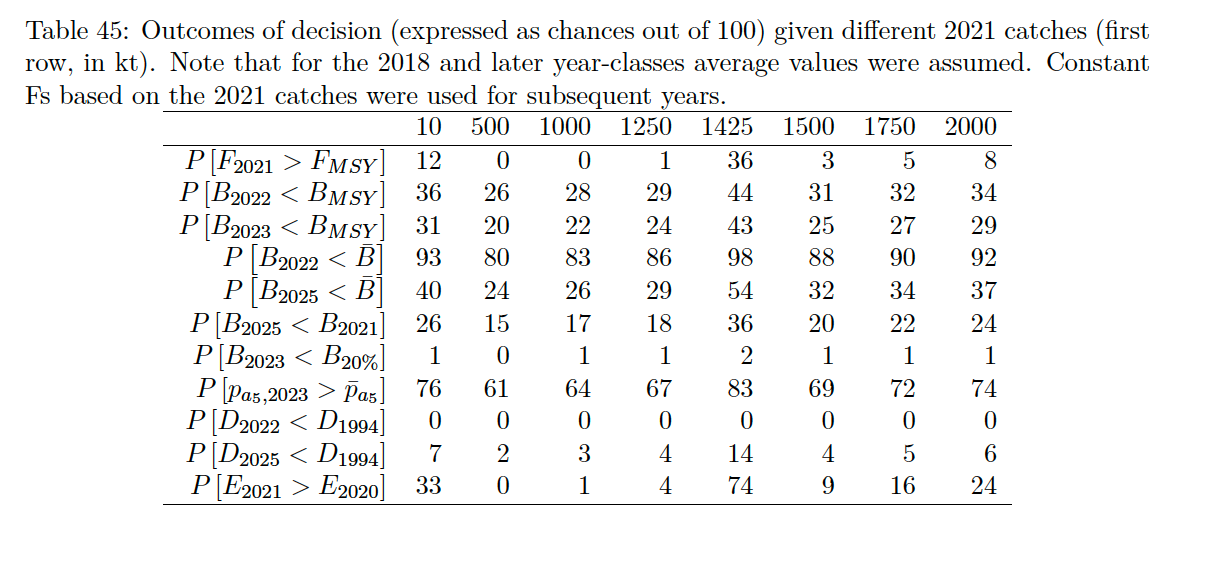 Table 45: Outcomes of decision (expressed as chances out of 100) given different 2021 catches (first
row, in kt). Note that for the 2018 and later year-classes average values were assumed. Constant
Fs based on the 2021 catches were used for subsequent years.
10 500 1000 1250 1425 1500 1750 2000
P [F2021 > FMSY] 12 0 0 1 36 3 5 8
P [B2022 < BMSY] 36 26 28 29 44 31 32 34
P [B2023 < BMSY] 31 20 22 24 43 25 27 29
P [B2022 < B̄] 93 80 83 86 98 88 90 92
P [B2025 < B̄] 40 24 26 29 54 32 34 37
P [B2025 < B2021] 26 15 17 18 36 20 22 24
P [B2023 < B20%] 1 0 1 1 2 1 1 1
P [pa5,2023 > p̄a5] 76 61 64 67 83 69 72 74
P [D2022 < D1994] 0 0 0 0 0 0 0 0
P [D2025 < D1994] 7 2 3 4 14 4 5 6
P [E2021 > E2020] 33 0 1 4 74 9 16 24